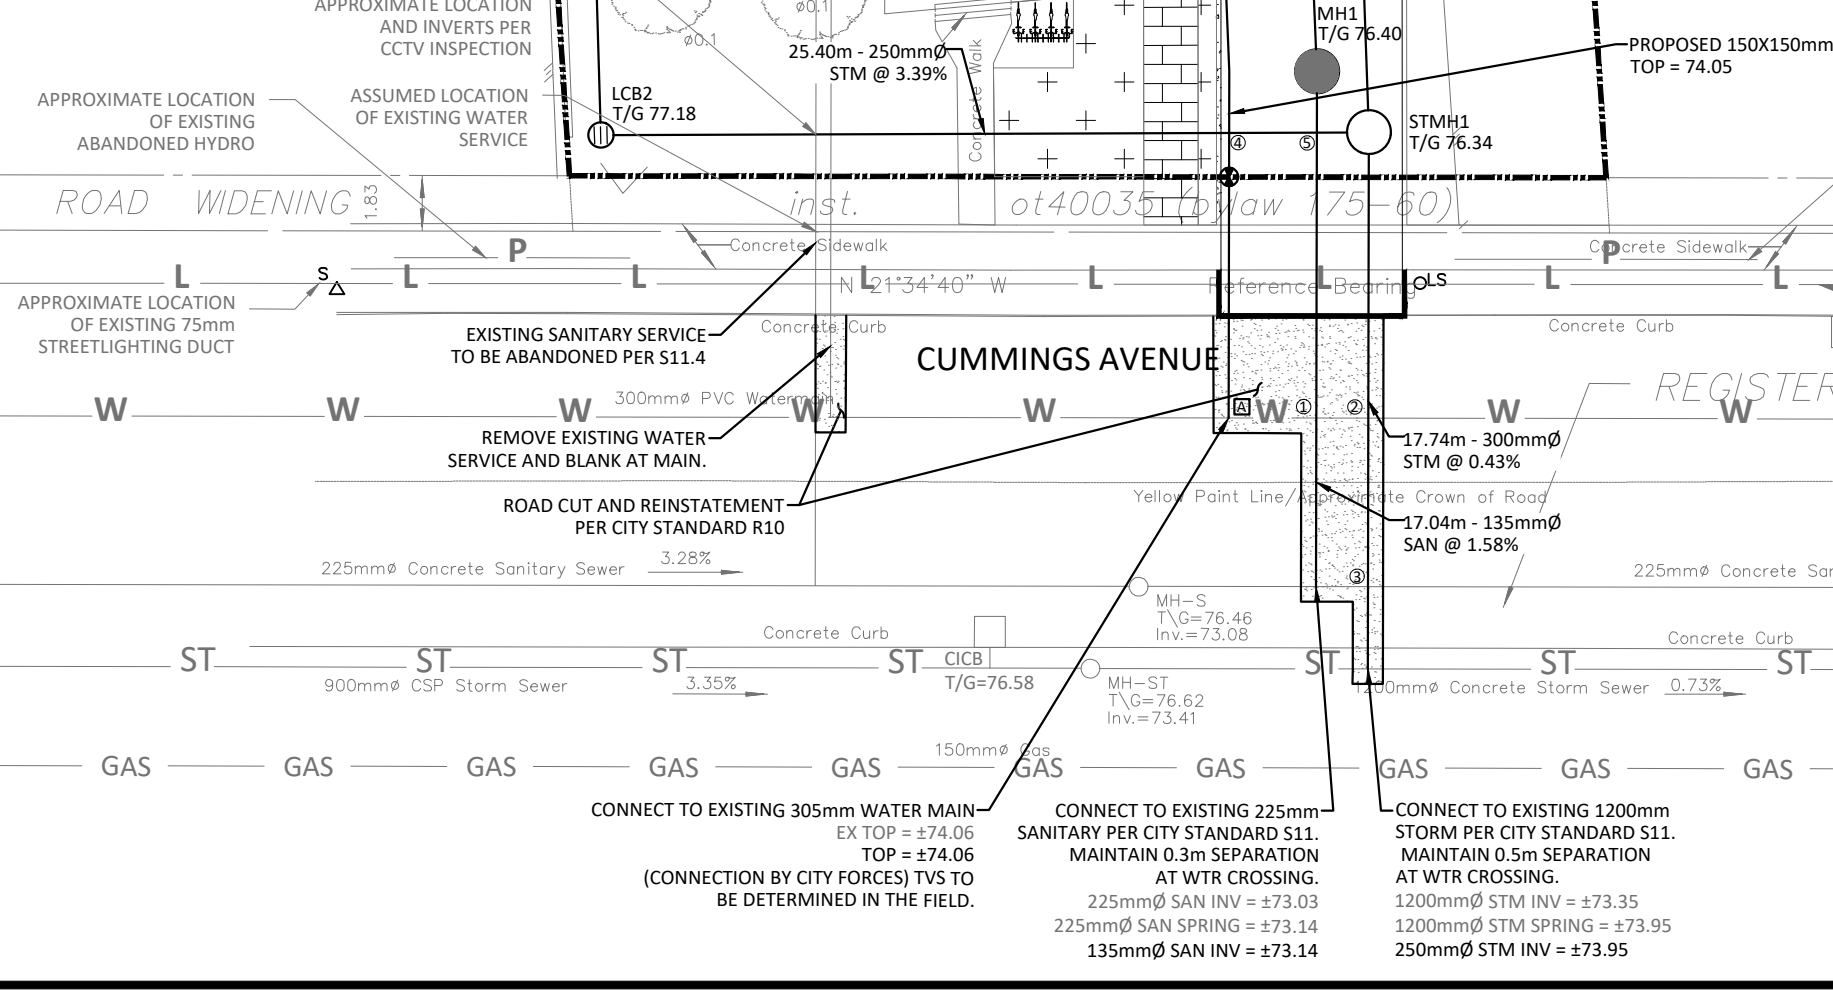 APPROXIMATE LOCATION
AND INVERTS PER
CCTV INSPECTION
ø0.1
ø0.1
25.40m - 250mmØ
STM @ 3.39%
Concrete Walk
MH1
T/G 76.40
PROPOSED 150X150mm
TOP = 74.05
LCB2
T/G 77.18
APPROXIMATE LOCATION
OF EXISTING
ABANDONED HYDRO
ASSUMED LOCATION
OF EXISTING WATER
SERVICE
STMH1
T/G 76.34
④ ⑤
ROAD WIDENING
1.83
inst. ot40035 (bylaw 175-60)
Concrete Sidewalk
Concrete Sidewalk
P P
L L L L L L L L
S
N 21°34'40" W
Reference Bearing
LS
APPROXIMATE LOCATION
OF EXISTING 75mm
STREETLIGHTING DUCT
EXISTING SANITARY SERVICE
TO BE ABANDONED PER S11.4
Concrete Curb
Concrete Curb
CUMMINGS AVENUE
REGISTER
300mmø PVC Watermain
W W W W W W W W
A ① ②
REMOVE EXISTING WATER
SERVICE AND BLANK AT MAIN.
17.74m - 300mmØ
STM @ 0.43%
ROAD CUT AND REINSTATEMENT
PER CITY STANDARD R10
Yellow Paint Line/Approximate Crown of Road
17.04m - 135mmØ
SAN @ 1.58%
225mmø Concrete Sanitary Sewer
3.28%
③
225mmø Concrete Sar
MH-S
T\G=76.46
Inv.=73.08
Concrete Curb
Concrete Curb
ST ST ST ST ST ST ST
CICB
T/G=76.58
900mmø CSP Storm Sewer
3.35%
MH-ST
T\G=76.62
Inv.=73.41
1200mmø Concrete Storm Sewer
0.73%
150mmø Gas
GAS GAS GAS GAS GAS GAS GAS GAS GAS GAS
CONNECT TO EXISTING 305mm WATER MAIN
EX TOP = ±74.06
TOP = ±74.06
(CONNECTION BY CITY FORCES) TVS TO
BE DETERMINED IN THE FIELD.
CONNECT TO EXISTING 225mm
SANITARY PER CITY STANDARD S11.
MAINTAIN 0.3m SEPARATION
AT WTR CROSSING.
225mmØ SAN INV = ±73.03
225mmØ SAN SPRING = ±73.14
135mmØ SAN INV = ±73.14
CONNECT TO EXISTING 1200mm
STORM PER CITY STANDARD S11.
MAINTAIN 0.5m SEPARATION
AT WTR CROSSING.
1200mmØ STM INV = ±73.35
1200mmØ STM SPRING = ±73.95
250mmØ STM INV = ±73.95